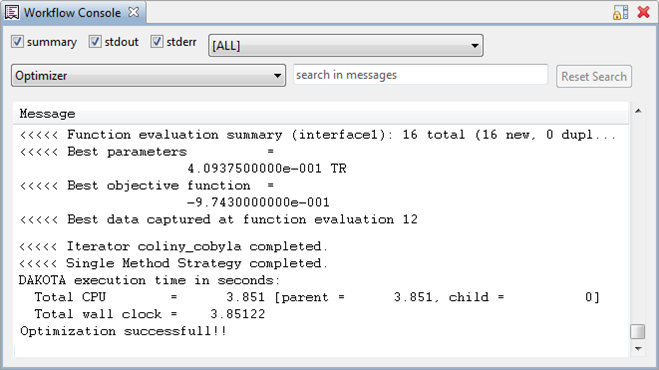 Workflow Console
summary stdout stderr [ALL]
Optimizer search in messages Reset Search
Message
<<<<< Function evaluation summary (interface1): 16 total (16 new, 0 dupl...
<<<<< Best parameters          =
                     4.0937500000e-001 TR
<<<<< Best objective function  =
                     -9.7430000000e-001
<<<<< Best data captured at function evaluation 12
<<<<< Iterator coliny_cobyla completed.
<<<<< Single Method Strategy completed.
DAKOTA execution time in seconds:
  Total CPU        =      3.851 [parent =      3.851, child =          0]
  Total wall clock =    3.85122
Optimization successfull!!